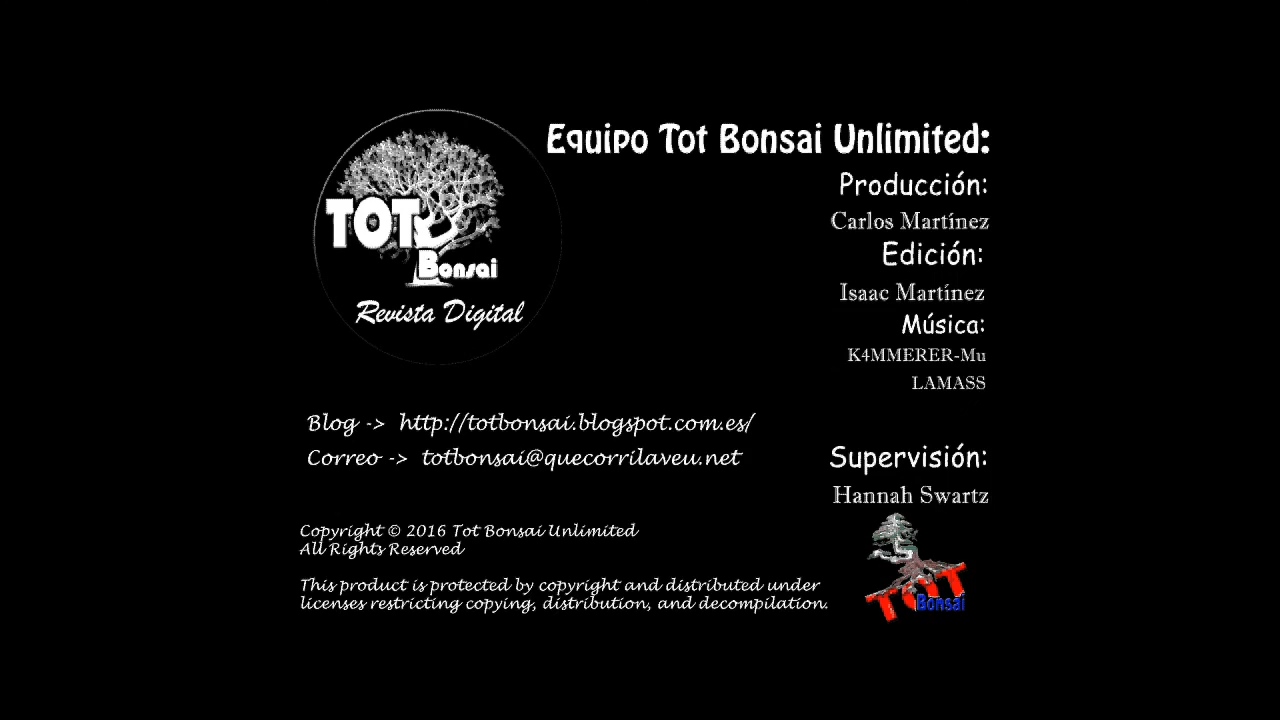 TOT
Bonsai
Revista Digital
Equipo Tot Bonsai Unlimited:
Producción:
Carlos Martínez
Edición:
Isaac Martínez
Música:
K4MMERER-Mu
LAMASS
Blog -> http://totbonsai.blogspot.com.es/
Correo -> totbonsai@quecorrilaveu.net
Supervisión:
Hannah Swartz
Copyright © 2016 Tot Bonsai Unlimited
All Rights Reserved
This product is protected by copyright and distributed under
licenses restricting copying, distribution, and decompilation.
TOT
Bonsai